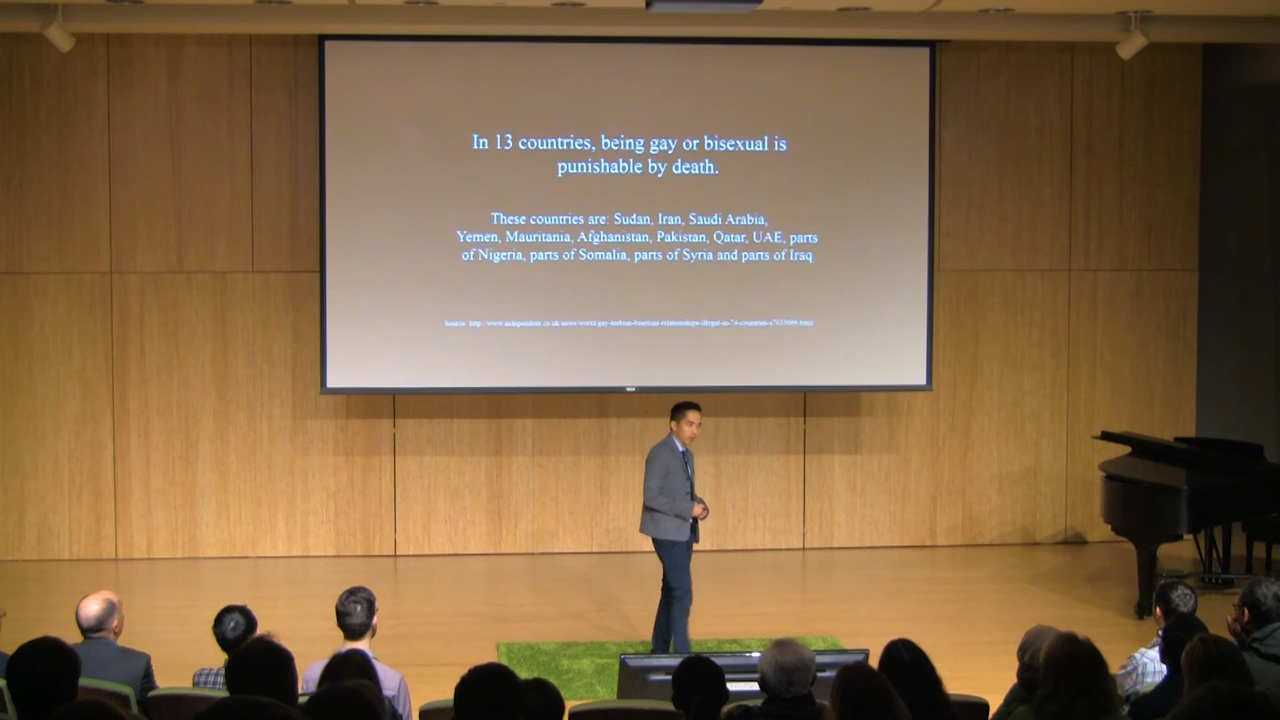 In 13 countries, being gay or bisexual is
punishable by death.
These countries are: Sudan, Iran, Saudi Arabia,
Yemen, Mauritania, Afghanistan, Pakistan, Qatar, UAE, parts
of Nigeria, parts of Somalia, parts of Syria and parts of Iraq
Source: